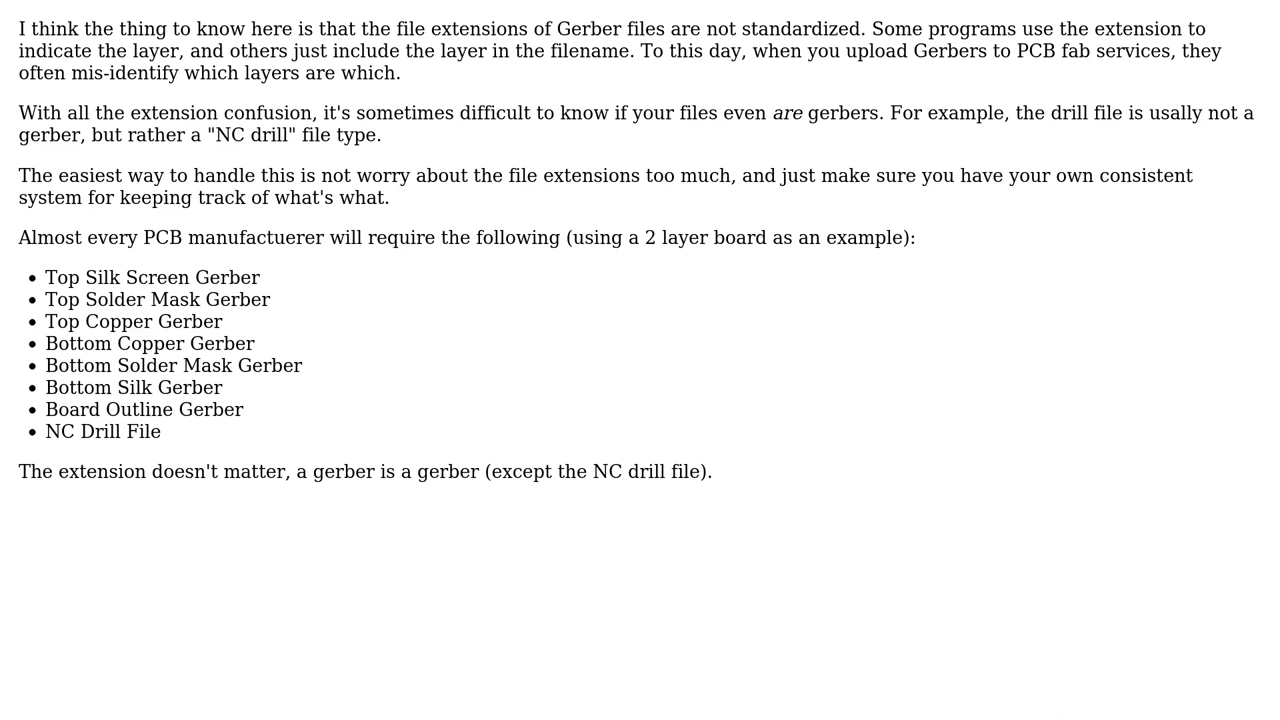 I think the thing to know here is that the file extensions of Gerber files are not standardized. Some programs use the extension to
indicate the layer, and others just include the layer in the filename. To this day, when you upload Gerbers to PCB fab services, they
often mis-identify which layers are which.
With all the extension confusion, it's sometimes difficult to know if your files even are gerbers. For example, the drill file is usally not a
gerber, but rather a "NC drill" file type.
The easiest way to handle this is not worry about the file extensions too much, and just make sure you have your own consistent
system for keeping track of what's what.
Almost every PCB manufactuerer will require the following (using a 2 layer board as an example):
• Top Silk Screen Gerber
• Top Solder Mask Gerber
• Top Copper Gerber
• Bottom Copper Gerber
• Bottom Solder Mask Gerber
• Bottom Silk Gerber
• Board Outline Gerber
• NC Drill File
The extension doesn't matter, a gerber is a gerber (except the NC drill file).